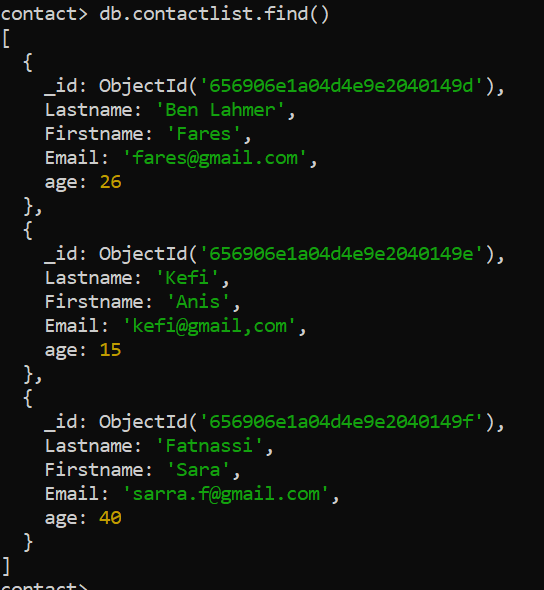 contact> db.contactlist.find()
[
  {
    _id: ObjectId('656906e1a04d4e9e2040149d'),
    Lastname: 'Ben Lahmer',
    Firstname: 'Fares',
    Email: 'fares@gmail.com',
    age: 26
  },
  {
    _id: ObjectId('656906e1a04d4e9e2040149e'),
    Lastname: 'Kefi',
    Firstname: 'Anis',
    Email: 'kefi@gmail,com',
    age: 15
  },
  {
    _id: ObjectId('656906e1a04d4e9e2040149f'),
    Lastname: 'Fatnassi',
    Firstname: 'Sara',
    Email: 'sarra.f@gmail.com',
    age: 40
  }
]
contact>